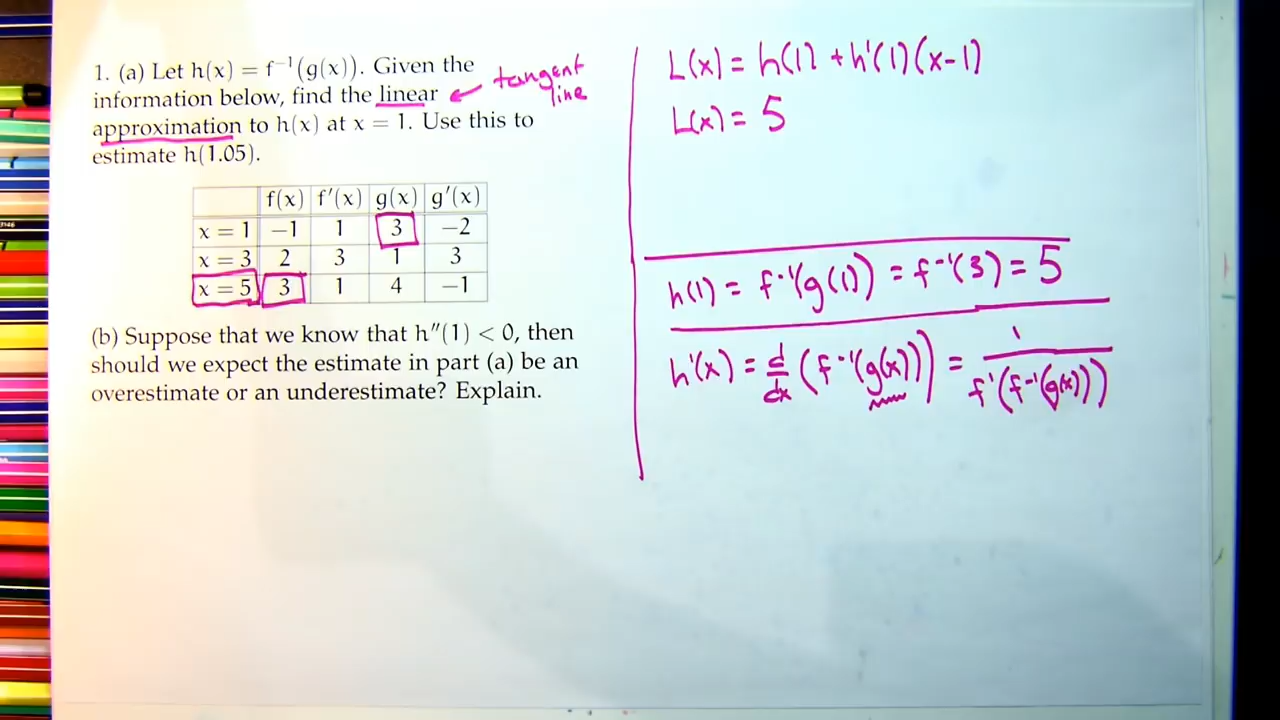 1. (a) Let h(x) = f⁻¹(g(x)). Given the
information below, find the linear
approximation to h(x) at x = 1. Use this to
estimate h(1.05).
tangent
line
f(x) f′(x) g(x) g′(x)
x = 1 −1 1 3 −2
x = 3 2 3 1 3
x = 5 3 1 4 −1
(b) Suppose that we know that h″(1) < 0, then
should we expect the estimate in part (a) be an
overestimate or an underestimate? Explain.
L(x) = h(1) + h'(1)(x-1)
L(x) = 5
h(1) = f⁻¹(g(1)) = f⁻¹(3) = 5
h'(x) = d/dx (f⁻¹(g(x))) = 1/f'(f⁻¹(g(x)))